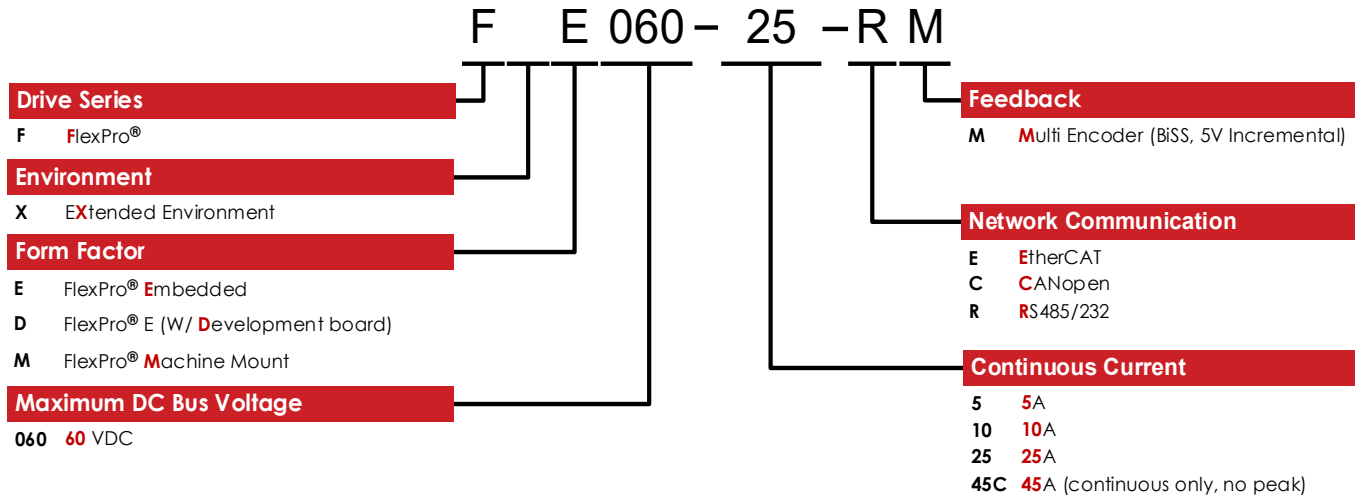 F E 060 – 25 – R M
Drive Series
F FlexPro®
Environment
X EXtended Environment
Form Factor
E FlexPro® Embedded
D FlexPro® E (W/ Development board)
M FlexPro® Machine Mount
Maximum DC Bus Voltage
060 60 VDC
Feedback
M Multi Encoder (BiSS, 5V Incremental)
Network Communication
E EtherCAT
C CANopen
R RS485/232
Continuous Current
5 5A
10 10A
25 25A
45C 45A (continuous only, no peak)